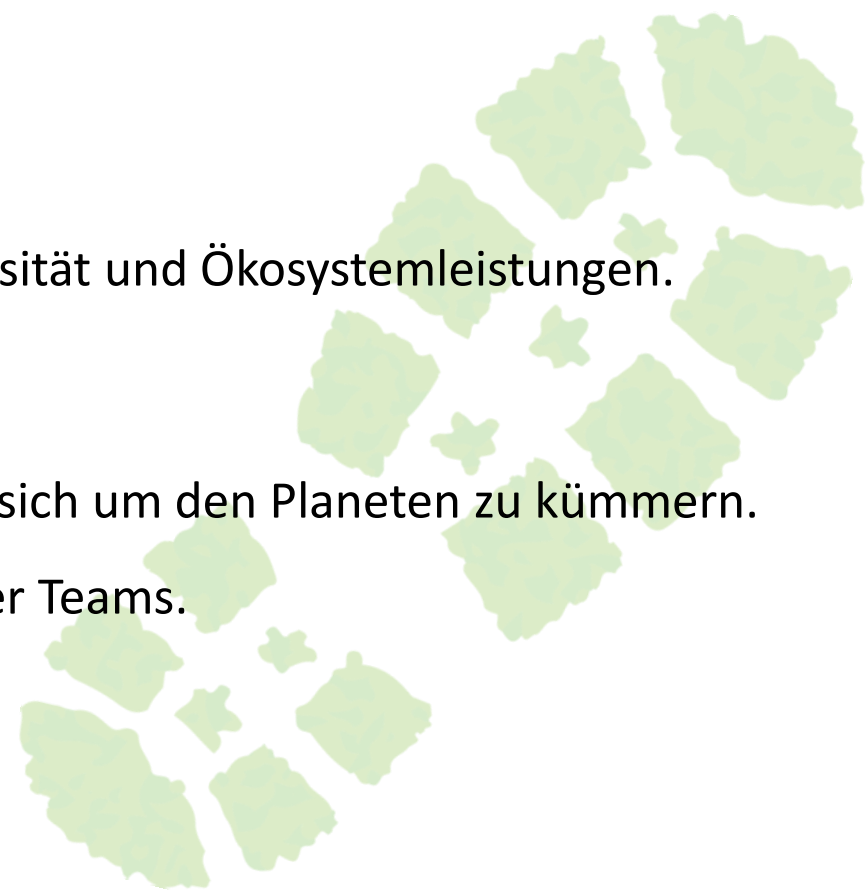 sität und Ökosystemleistungen.
sich um den Planeten zu kümmern.
er Teams.